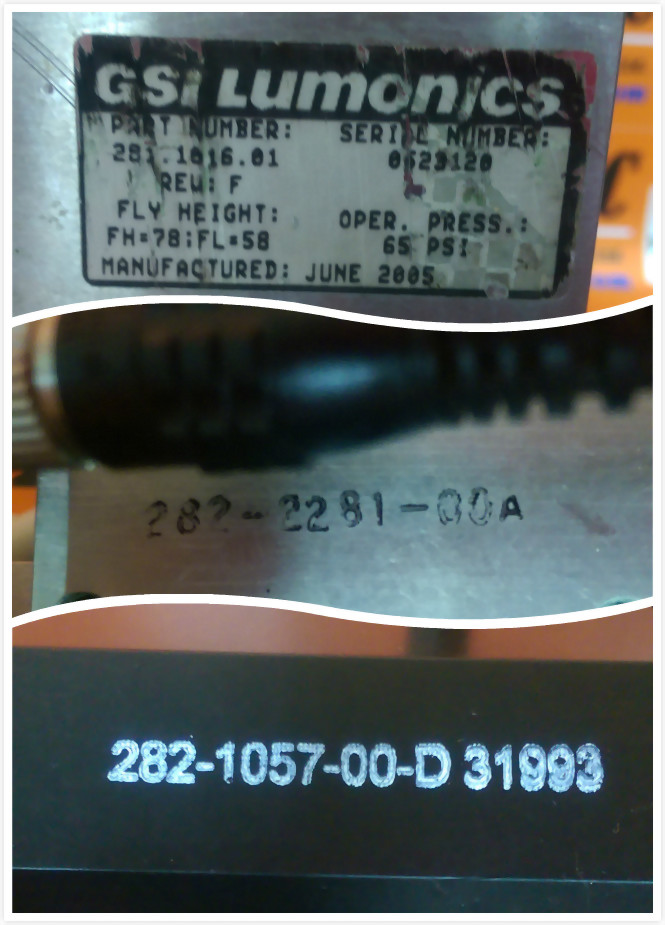 GSI Lumonics
PART NUMBER: SERIAL NUMBER:
281.1016.01 0623120
REV: F
FLY HEIGHT: OPER. PRESS.:
FH=78;FL=58 65 PSI
MANUFACTURED: JUNE 2005
282-2281-00A
282-1057-00-D 31993